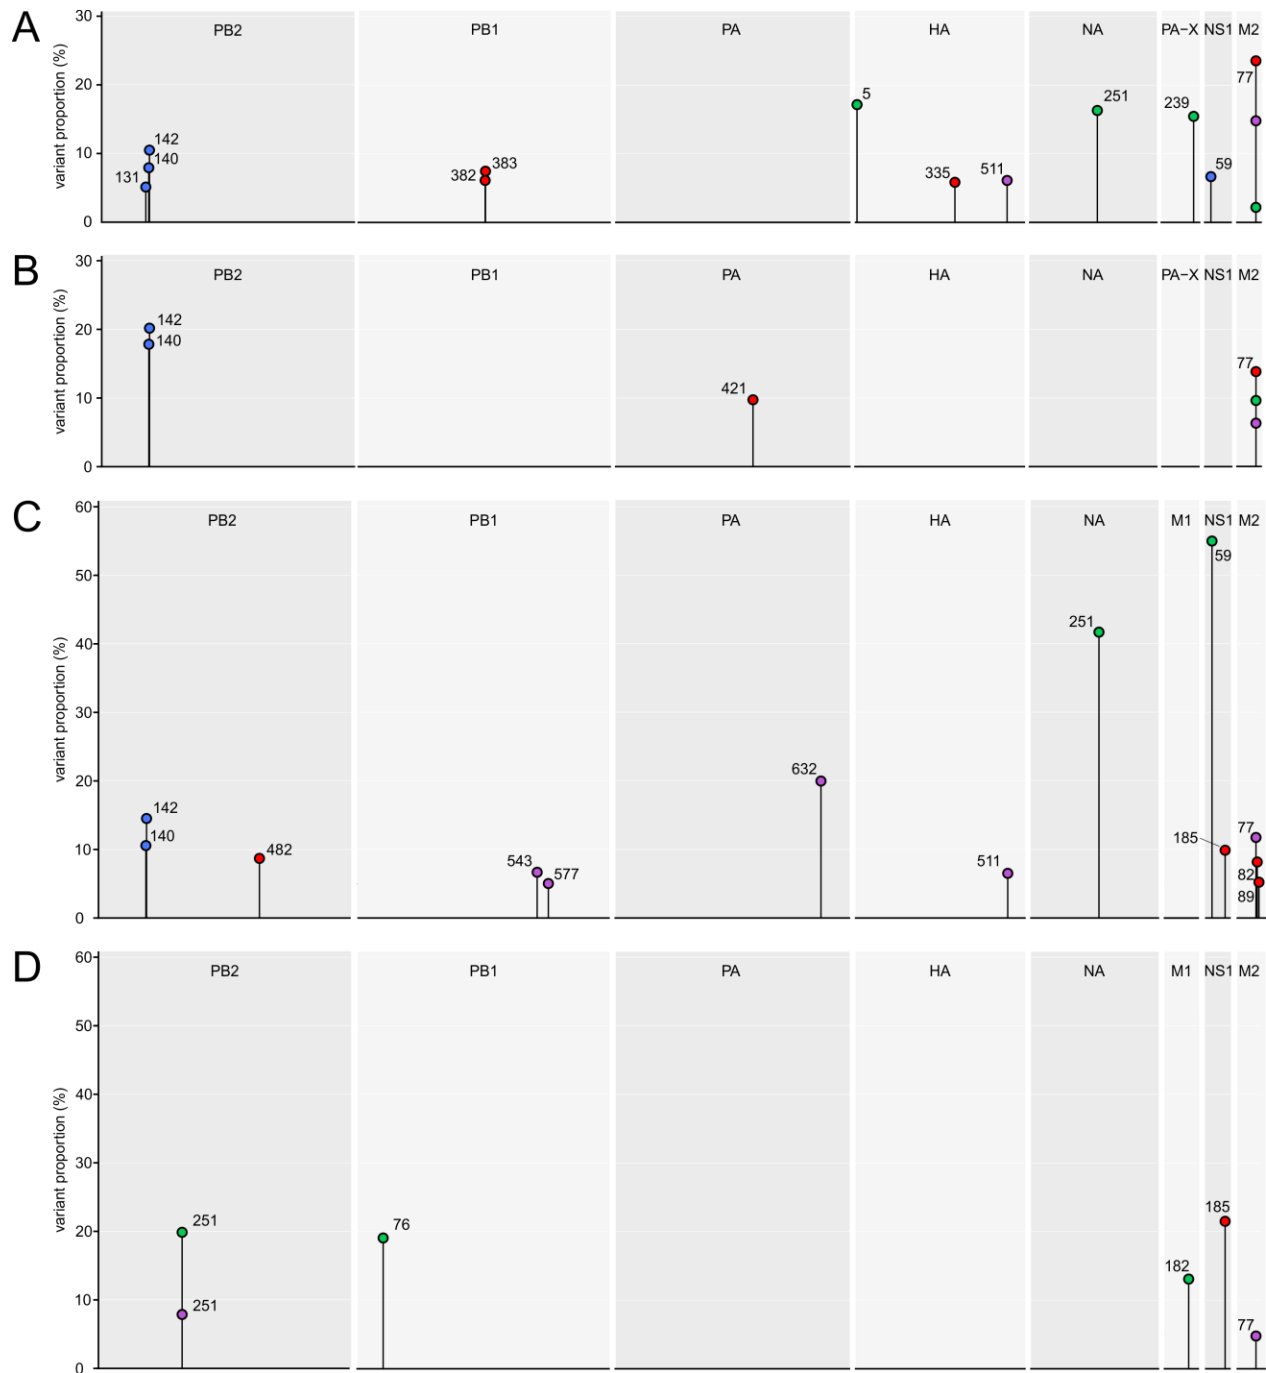 A
30
PB2
PB1
PA
HA
NA
PA−X
NS1
M2
variant proportion (%)
20
10
0
142
140
131
383
382
5
335
511
251
239
59
77
B
30
PB2
PB1
PA
HA
NA
PA−X
NS1
M2
variant proportion (%)
20
10
0
142
140
421
77
C
60
PB2
PB1
PA
HA
NA
M1
NS1
M2
50
40
variant proportion (%)
30
20
10
0
142
140
482
543
577
632
511
251
59
185
77
82
89
D
60
PB2
PB1
PA
HA
NA
M1
NS1
M2
50
40
variant proportion (%)
30
20
10
0
251
251
76
182
185
77